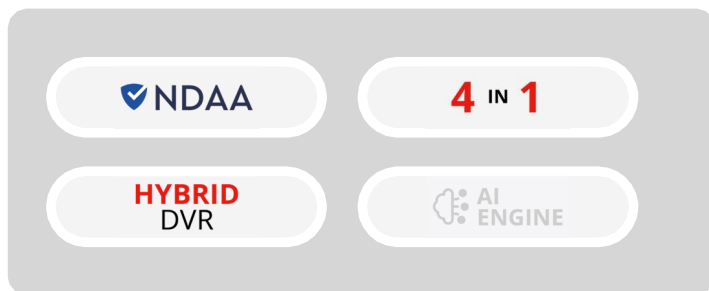 NDAA
4 IN 1
HYBRID
DVR
AI
ENGINE